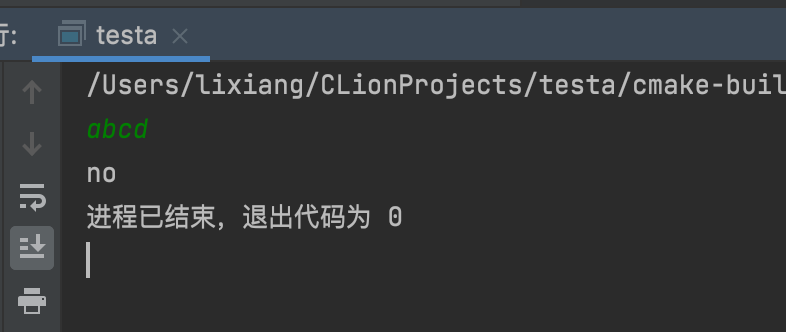 行: testa
/Users/lixiang/CLionProjects/testa/cmake-buil
abcd
no
进程已结束，退出代码为 0